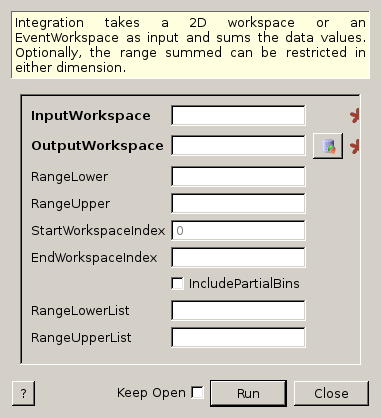 Integration takes a 2D workspace or an
EventWorkspace as input and sums the data values.
Optionally, the range summed can be restricted in
either dimension.
InputWorkspace
OutputWorkspace
RangeLower
RangeUpper
StartWorkspaceIndex 0
EndWorkspaceIndex
IncludePartialBins
RangeLowerList
RangeUpperList
? Keep Open Run Close